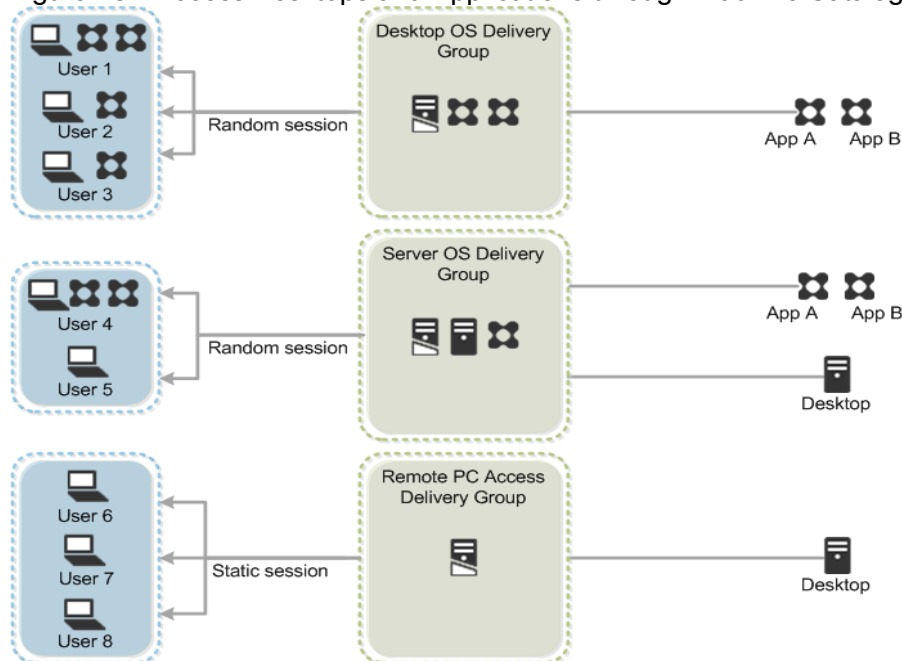 User 1
User 2
User 3
Random session
Desktop OS Delivery
Group
App A
App B
User 4
User 5
Random session
Server OS Delivery
Group
App A
App B
Desktop
User 6
User 7
User 8
Static session
Remote PC Access
Delivery Group
Desktop